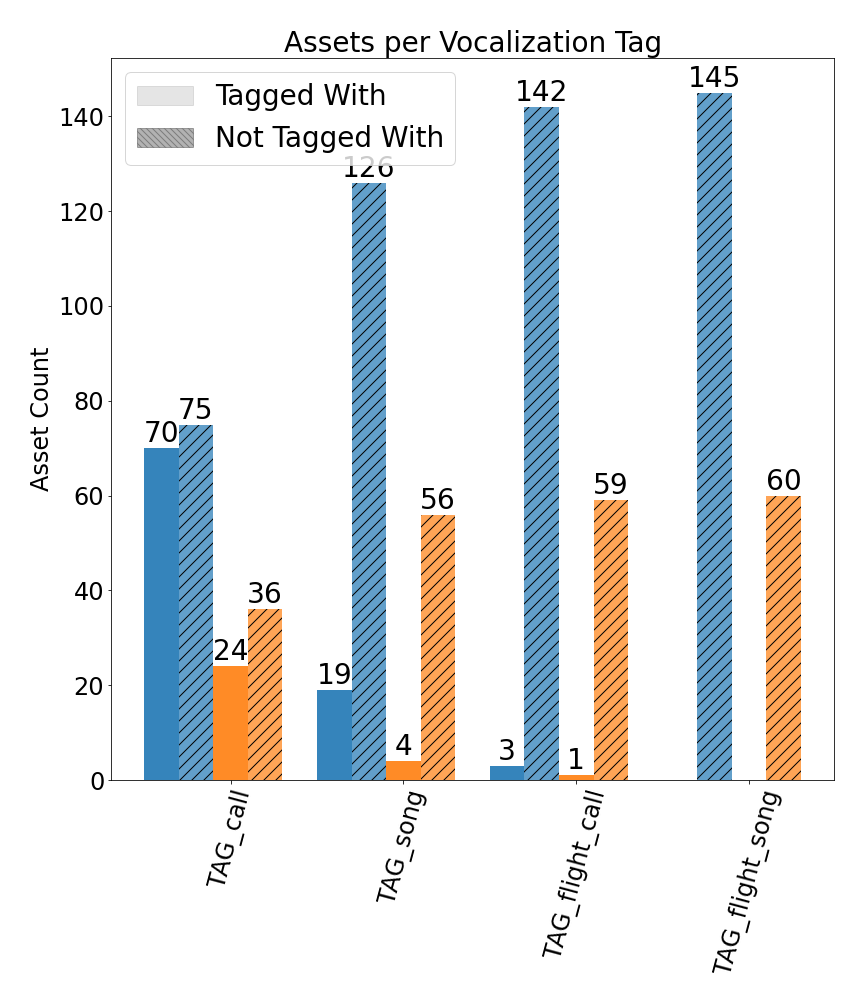 Assets per Vocalization Tag
Tagged With
Not Tagged With
Asset Count
140
120
100
80
60
40
20
0
70
75
24
36
19
126
4
56
3
142
1
59
145
60
TAG_call
TAG_song
TAG_flight_call
TAG_flight_song